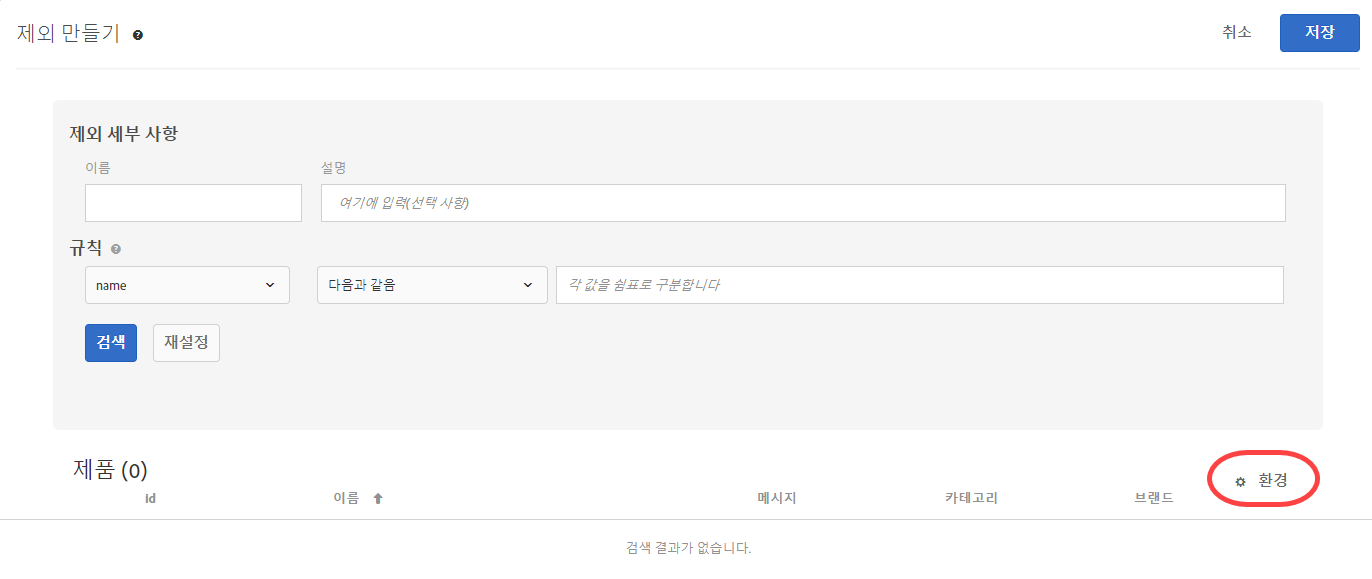 제외 만들기
취소 저장
제외 세부 사항
이름 설명
여기에 입력(선택 사항)
규칙
name 다음과 같음 각 값을 쉼표로 구분합니다
검색 재설정
제품 (0)
환경
id 이름 메시지 카테고리 브랜드
검색 결과가 없습니다.